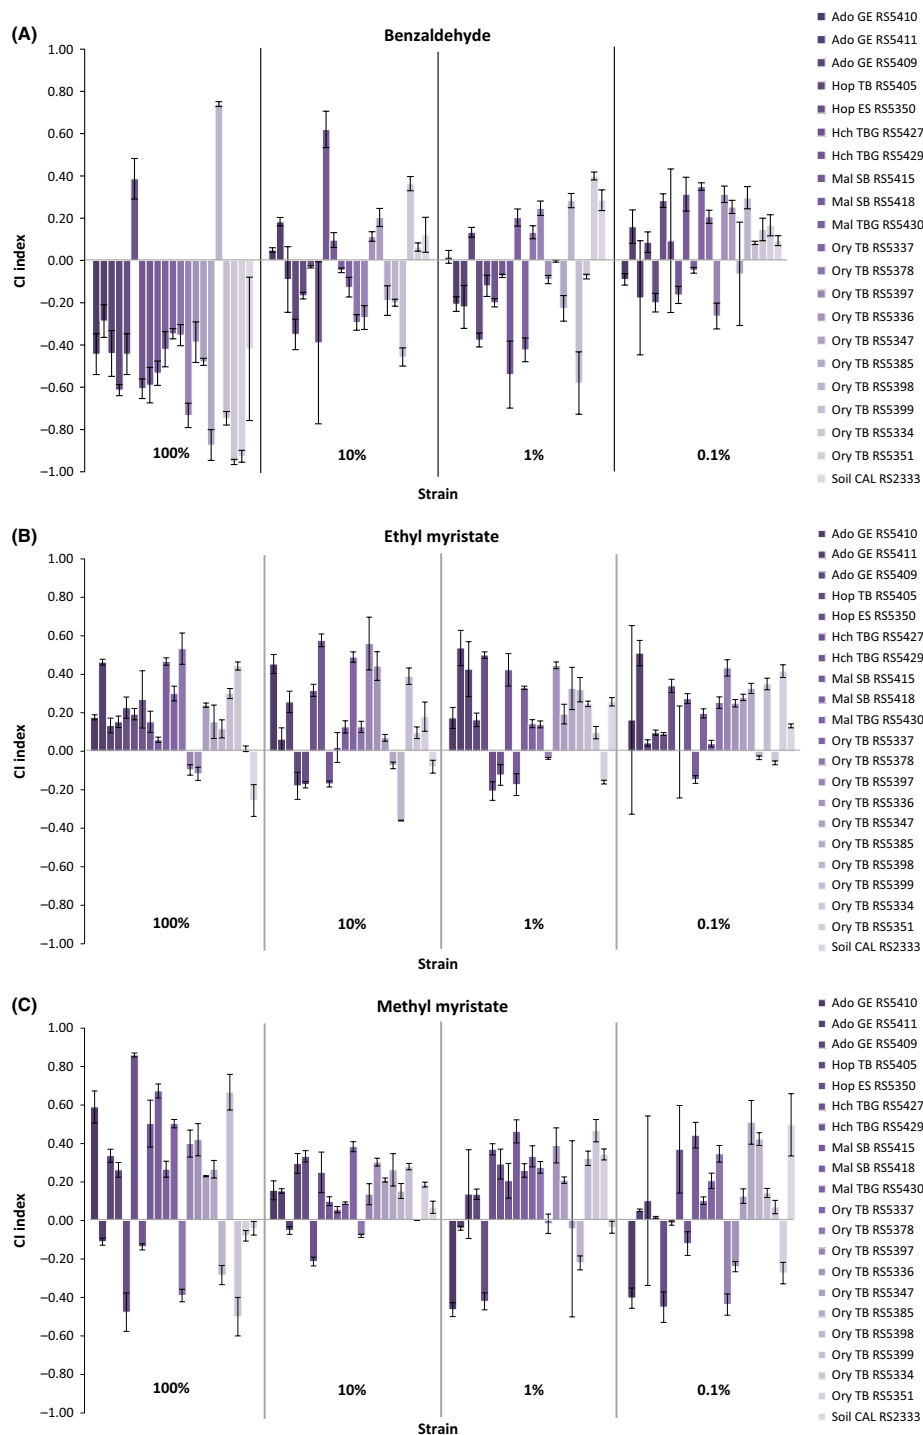 (A)
Benzaldehyde
CI index
1.00
0.80
0.60
0.40
0.20
0.00
−0.20
−0.40
−0.60
−0.80
−1.00
100%
10%
1%
0.1%
Strain
Ado GE RS5410
Ado GE RS5411
Ado GE RS5409
Hop TB RS5405
Hop ES RS5350
Hch TBG RS5427
Hch TBG RS5429
Mal SB RS5415
Mal SB RS5418
Mal TBG RS5430
Ory TB RS5337
Ory TB RS5378
Ory TB RS5397
Ory TB RS5336
Ory TB RS5347
Ory TB RS5385
Ory TB RS5398
Ory TB RS5399
Ory TB RS5334
Ory TB RS5351
Soil CAL RS2333
(B)
Ethyl myristate
CI index
1.00
0.80
0.60
0.40
0.20
0.00
−0.20
−0.40
−0.60
−0.80
−1.00
100%
10%
1%
0.1%
Strain
Ado GE RS5410
Ado GE RS5411
Ado GE RS5409
Hop TB RS5405
Hop ES RS5350
Hch TBG RS5427
Hch TBG RS5429
Mal SB RS5415
Mal SB RS5418
Mal TBG RS5430
Ory TB RS5337
Ory TB RS5378
Ory TB RS5397
Ory TB RS5336
Ory TB RS5347
Ory TB RS5385
Ory TB RS5398
Ory TB RS5399
Ory TB RS5334
Ory TB RS5351
Soil CAL RS2333
(C)
Methyl myristate
CI index
1.00
0.80
0.60
0.40
0.20
0.00
−0.20
−0.40
−0.60
−0.80
−1.00
100%
10%
1%
0.1%
Strain
Ado GE RS5410
Ado GE RS5411
Ado GE RS5409
Hop TB RS5405
Hop ES RS5350
Hch TBG RS5427
Hch TBG RS5429
Mal SB RS5415
Mal SB RS5418
Mal TBG RS5430
Ory TB RS5337
Ory TB RS5378
Ory TB RS5397
Ory TB RS5336
Ory TB RS5347
Ory TB RS5385
Ory TB RS5398
Ory TB RS5399
Ory TB RS5334
Ory TB RS5351
Soil CAL RS2333